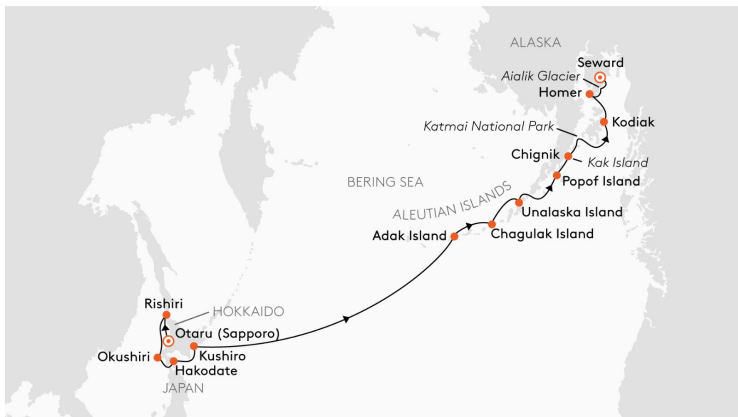 ALASKA
Seward
Aialik Glacier
Homer
Kodiak
Katmai National Park
Chignik
Kak Island
BERING SEA
Popof Island
ALEUTIAN ISLANDS
Unalaska Island
Adak Island
Chagulak Island
Rishiri
HOKKAIDO
Otaru (Sapporo)
Okushiri
Kushiro
Hakodate
JAPAN